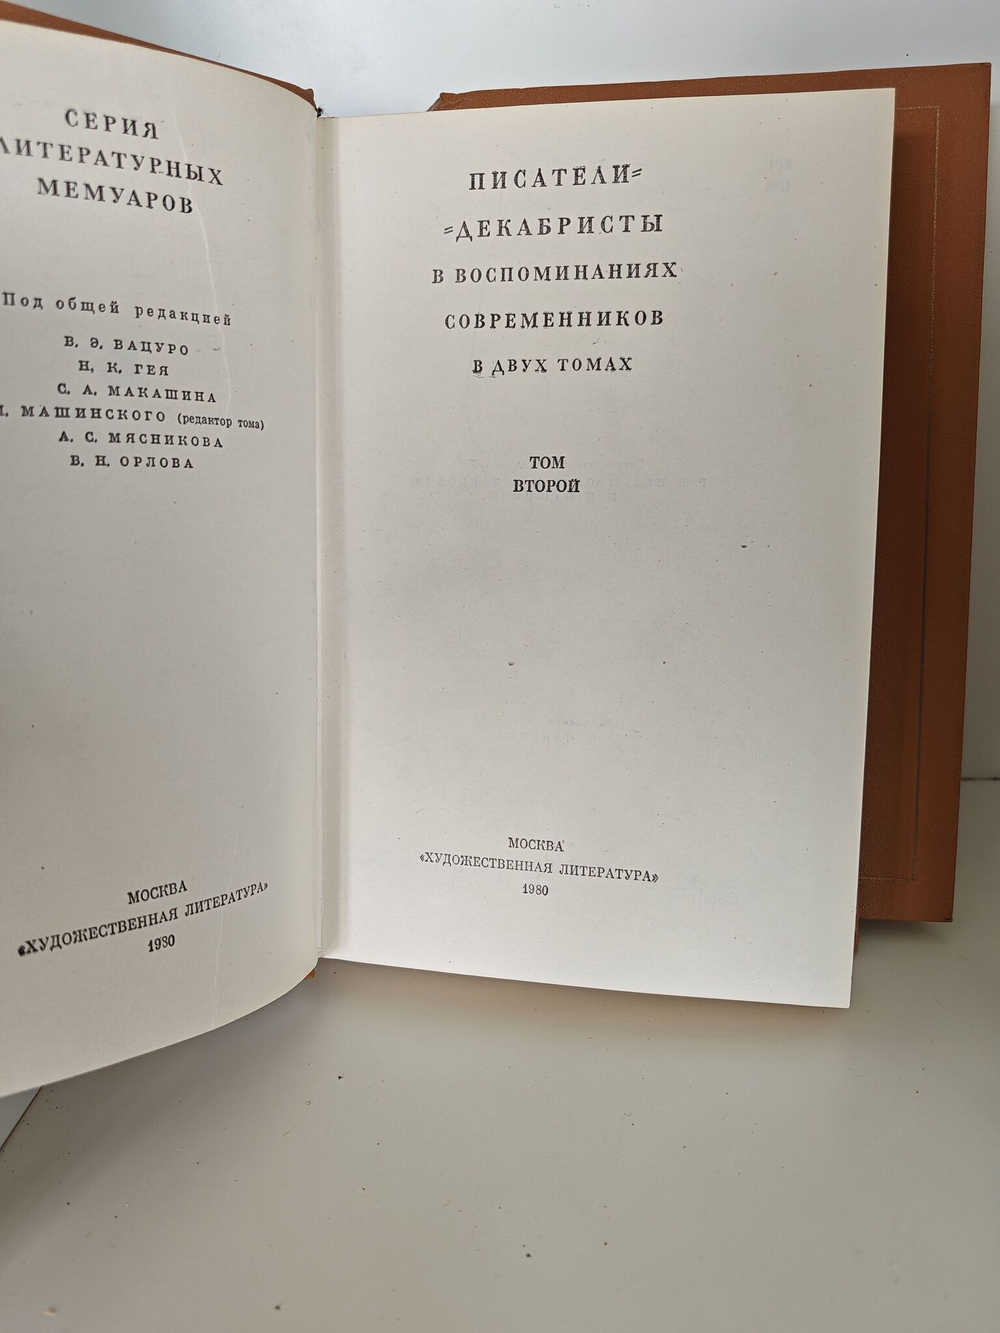 СЕРИЯ
ЛИТЕРАТУРНЫХ
МЕМУАРОВ
Под общей редакцией
В. Э. ВАЦУРО
Н. К. ГЕЯ
С. А. МАКАШИНА
МАШИНСКОГО (редактор тома)
А. С. МЯСНИКОВА
В. Н. ОРЛОВА
МОСКВА
«ХУДОЖЕСТВЕННАЯ ЛИТЕРАТУРА»
1980
ПИСАТЕЛИ=
=ДЕКАБРИСТЫ
В ВОСПОМИНАНИЯХ
СОВРЕМЕННИКОВ
В ДВУХ ТОМАХ
ТОМ
ВТОРОЙ
МОСКВА
«ХУДОЖЕСТВЕННАЯ ЛИТЕРАТУРА»
1980